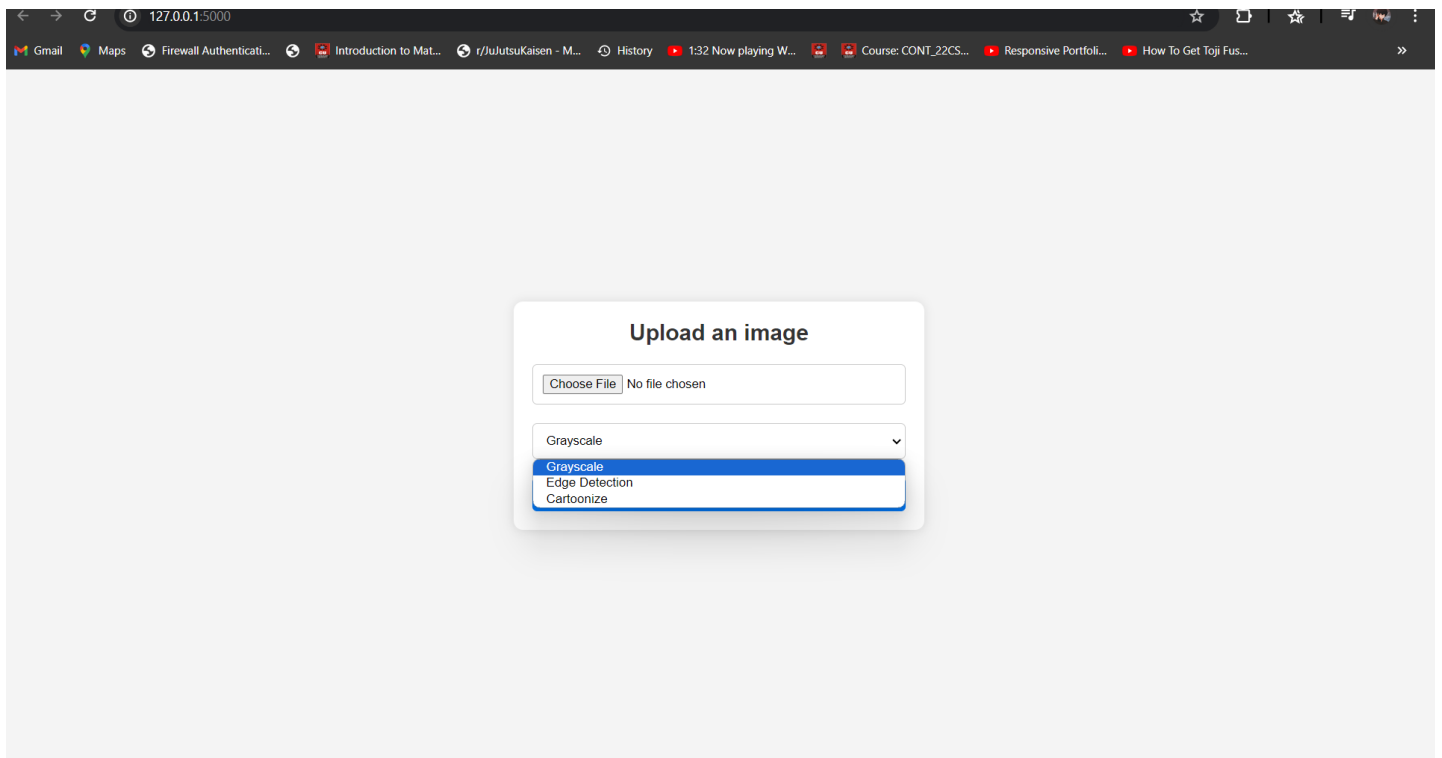 127.0.0.1:5000
Gmail Maps Firewall Authenticati... Introduction to Mat... r/JuJutsuKaisen - M... History 1:32 Now playing W... Course: CONT_22CS... Responsive Portfoli... How To Get Toji Fus... »
Upload an image
Choose File No file chosen
Grayscale
Grayscale
Edge Detection
Cartoonize